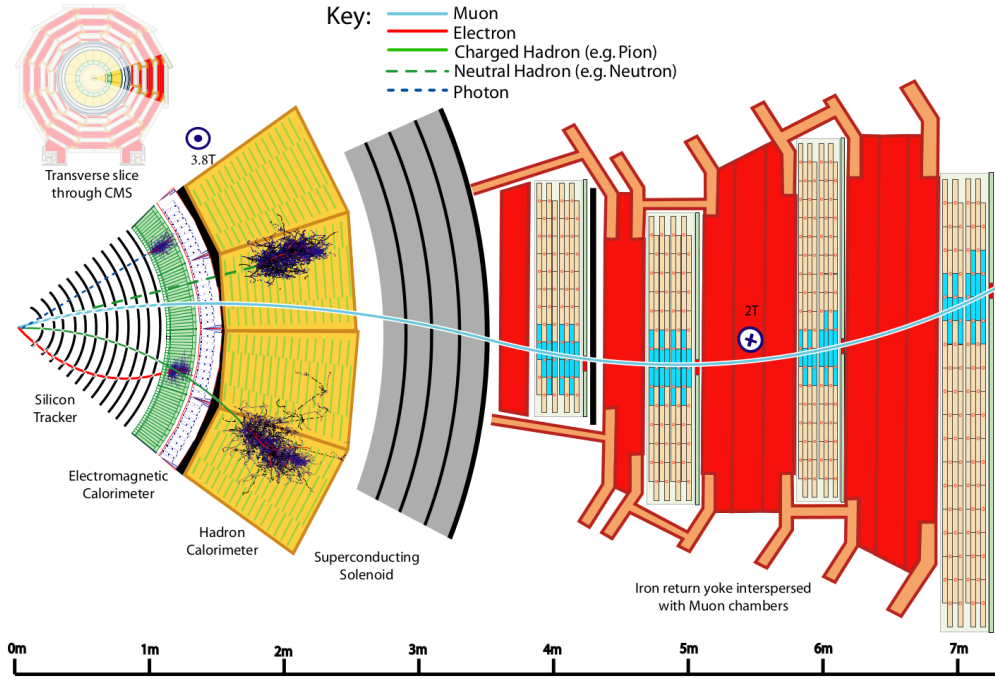 Key:
Muon
Electron
Charged Hadron (e.g. Pion)
Neutral Hadron (e.g. Neutron)
Photon
Transverse slice
through CMS
3.8T
2T
Silicon
Tracker
Electromagnetic
Calorimeter
Hadron
Calorimeter
Superconducting
Solenoid
Iron return yoke interspersed
with Muon chambers
0m 1m 2m 3m 4m 5m 6m 7m